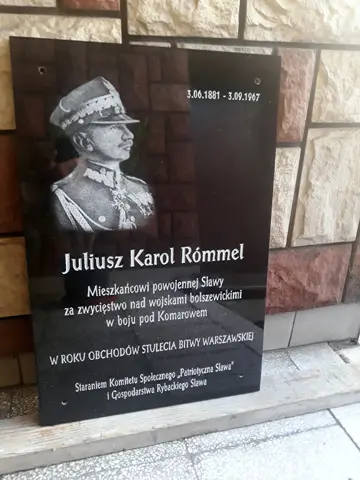 3.06.1881 - 3.09.1967
Juliusz Karol Rómmel
Mieszkańcowi powojennej Sławy
za zwycięstwo nad wojskami bolszewickimi
w boju pod Komarowem
W ROKU OBCHODÓW STULECIA BITWY WARSZAWSKIEJ
Staraniem Komitetu Społecznego „Patriotyczna Sława"
i Gospodarstwa Rybackiego Sława